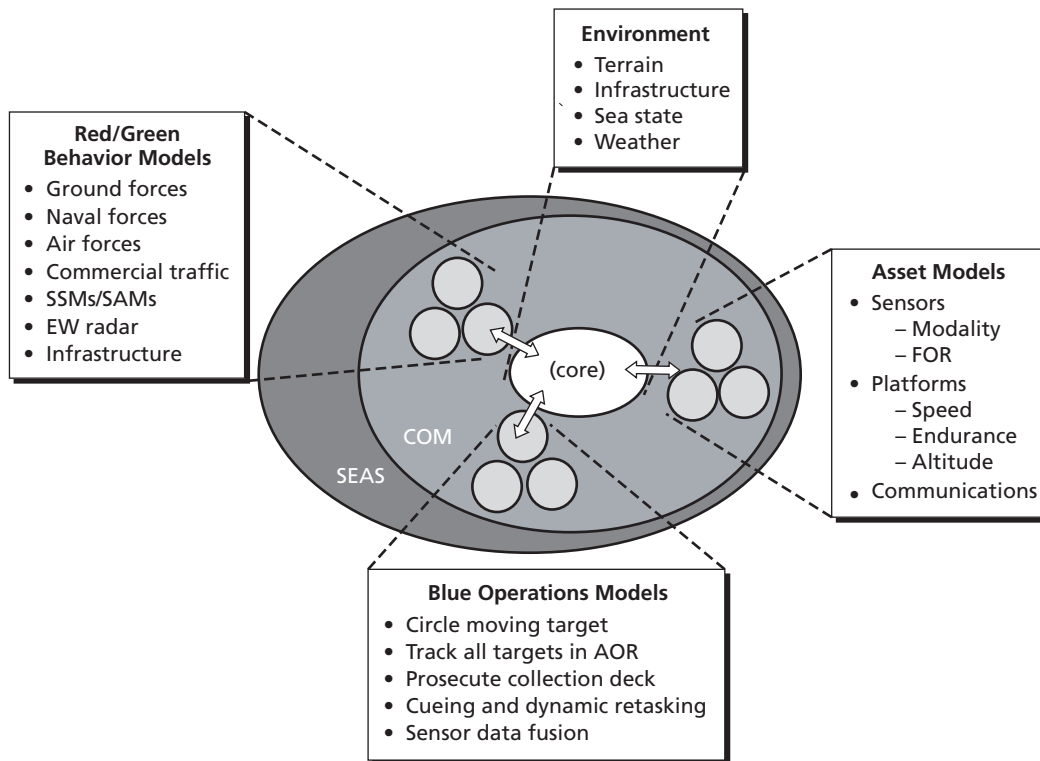 Environment
• Terrain
• Infrastructure
• Sea state
• Weather
Red/Green
Behavior Models
• Ground forces
• Naval forces
• Air forces
• Commercial traffic
• SSMs/SAMs
• EW radar
• Infrastructure
Asset Models
• Sensors
– Modality
– FOR
• Platforms
– Speed
– Endurance
– Altitude
• Communications
(core)
COM
SEAS
Blue Operations Models
• Circle moving target
• Track all targets in AOR
• Prosecute collection deck
• Cueing and dynamic retasking
• Sensor data fusion